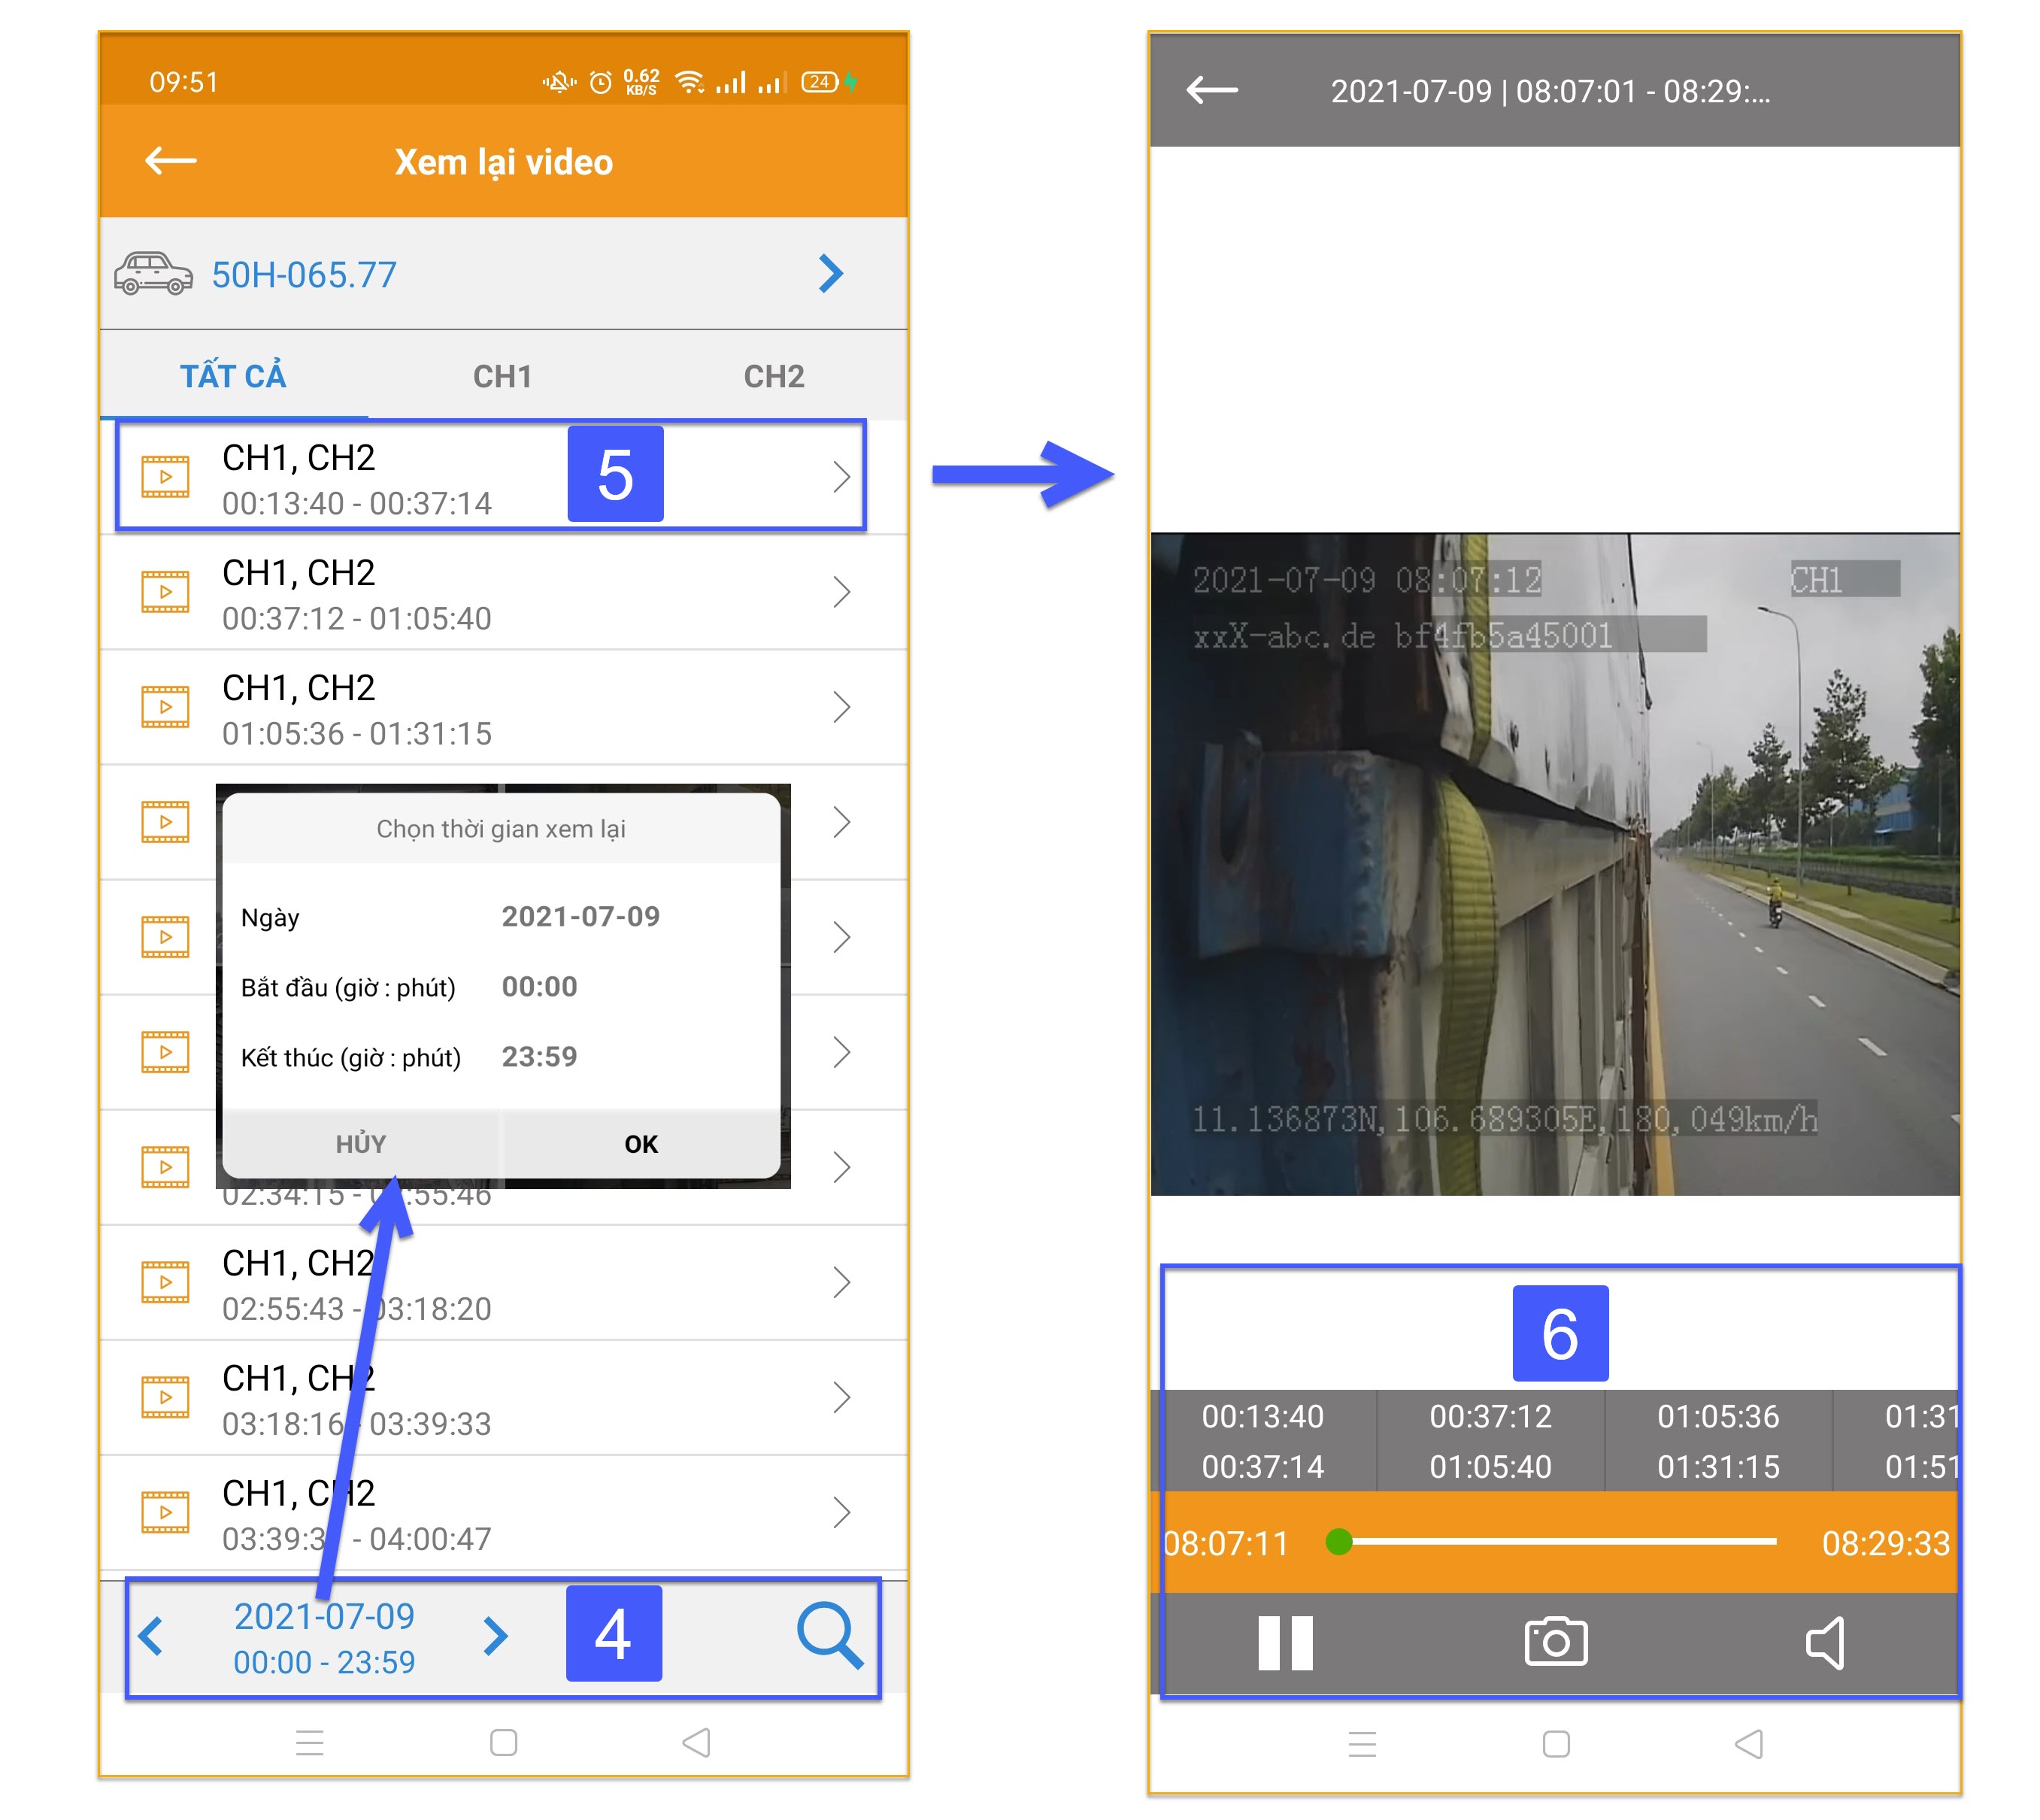 09:51
0.62
KB/S
24
Xem lại video
50H-065.77
TẤT CẢ
CH1
CH2
CH1, CH2
5
00:13:40 - 00:37:14
CH1, CH2
00:37:12 - 01:05:40
CH1, CH2
01:05:36 - 01:31:15
Chọn thời gian xem lại
Ngày
2021-07-09
Bắt đầu (giờ : phút)
00:00
Kết thúc (giờ : phút)
23:59
HỦY
OK
02:34:15 -
CH1, CH2
02:55:43 - 03:18:20
CH1, CH2
03:18:16 - 03:39:33
CH1, CH2
- 04:00:47
2021-07-09
00:00 - 23:59
4
2021-07-09 | 08:07:01 - 08:29:...
2021-07-09 08:07:12
CH1
xxX-abc.de bf4fb5a45001
11.136873N,106.689305E,180,049km/h
6
00:13:40
00:37:12
01:05:36
01:31
00:37:14
01:05:40
01:31:15
01:51
08:07:11
08:29:33